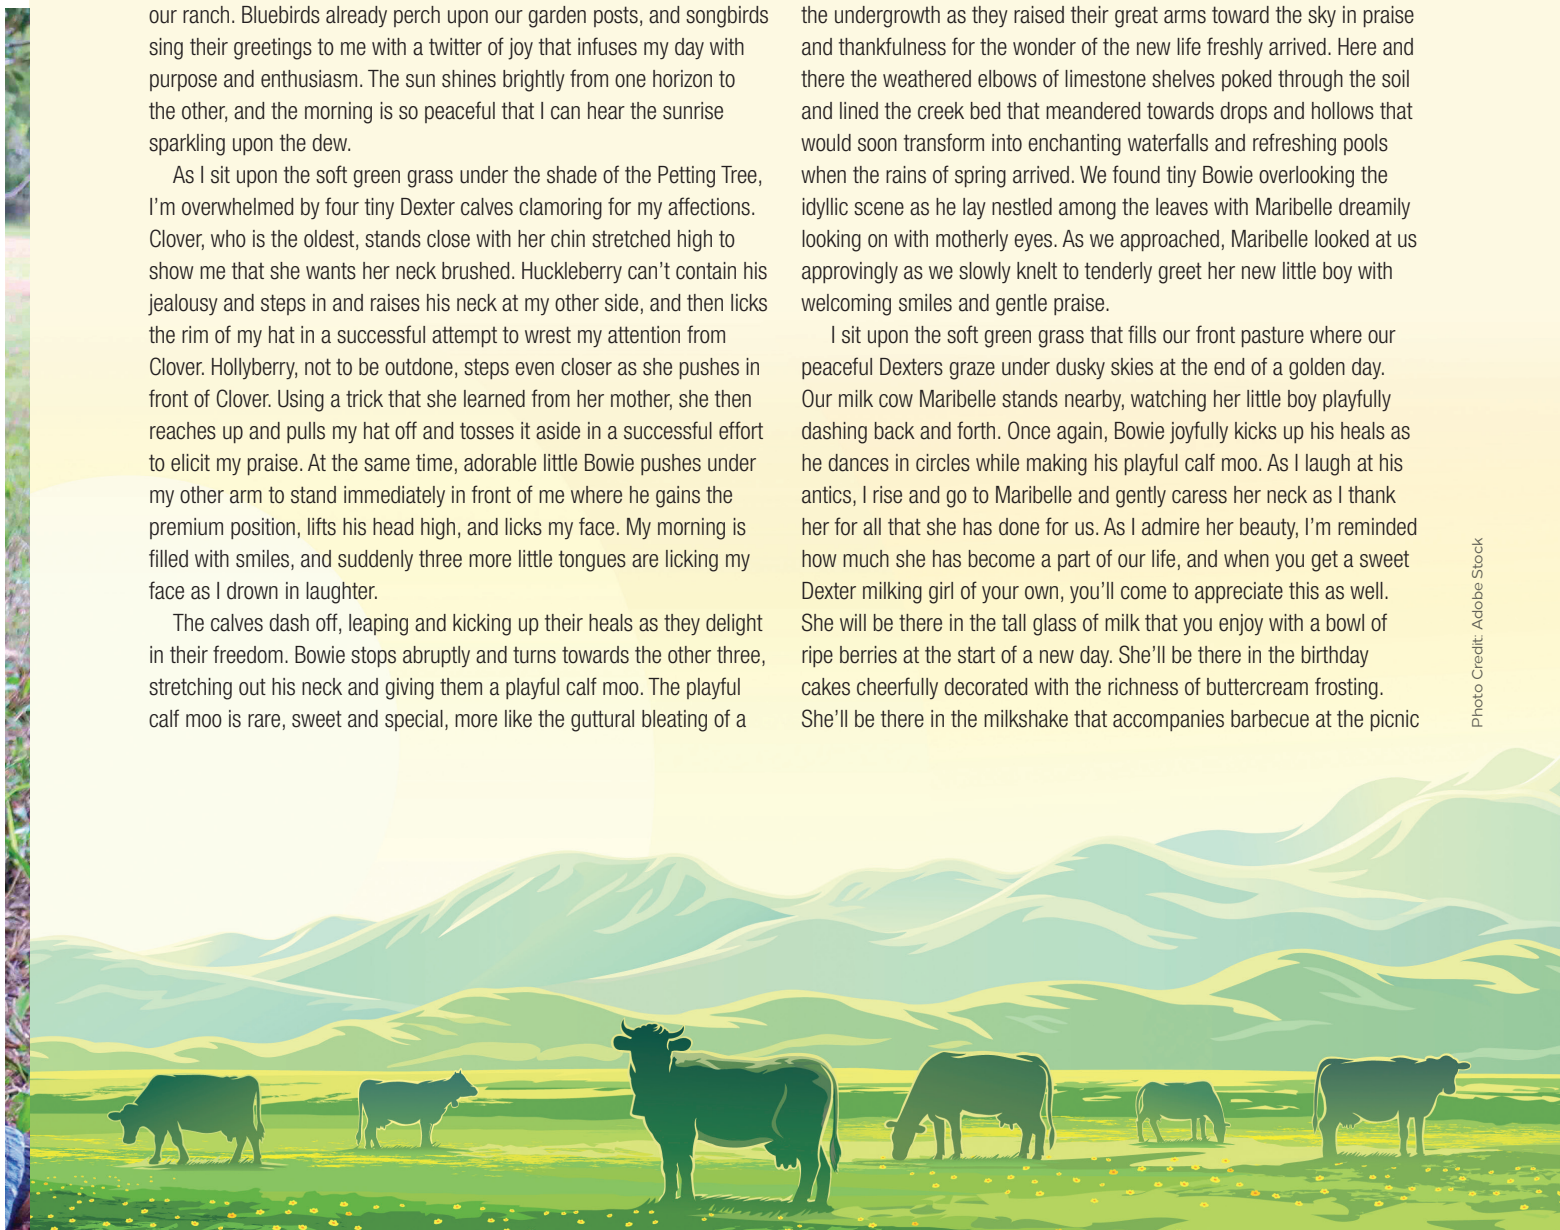 our ranch. Bluebirds already perch upon our garden posts, and songbirds
sing their greetings to me with a twitter of joy that infuses my day with
purpose and enthusiasm. The sun shines brightly from one horizon to
the other, and the morning is so peaceful that I can hear the sunrise
sparkling upon the dew.
As I sit upon the soft green grass under the shade of the Petting Tree,
I'm overwhelmed by four tiny Dexter calves clamoring for my affections.
Clover, who is the oldest, stands close with her chin stretched high to
show me that she wants her neck brushed. Huckleberry can't contain his
jealousy and steps in and raises his neck at my other side, and then licks
the rim of my hat in a successful attempt to wrest my attention from
Clover. Hollyberry, not to be outdone, steps even closer as she pushes in
front of Clover. Using a trick that she learned from her mother, she then
reaches up and pulls my hat off and tosses it aside in a successful effort
to elicit my praise. At the same time, adorable little Bowie pushes under
my other arm to stand immediately in front of me where he gains the
premium position, lifts his head high, and licks my face. My morning is
filled with smiles, and suddenly three more little tongues are licking my
face as I drown in laughter.
The calves dash off, leaping and kicking up their heals as they delight
in their freedom. Bowie stops abruptly and turns towards the other three,
stretching out his neck and giving them a playful calf moo. The playful
calf moo is rare, sweet and special, more like the guttural bleating of a
the undergrowth as they raised their great arms toward the sky in praise
and thankfulness for the wonder of the new life freshly arrived. Here and
there the weathered elbows of limestone shelves poked through the soil
and lined the creek bed that meandered towards drops and hollows that
would soon transform into enchanting waterfalls and refreshing pools
when the rains of spring arrived. We found tiny Bowie overlooking the
idyllic scene as he lay nestled among the leaves with Maribelle dreamily
looking on with motherly eyes. As we approached, Maribelle looked at us
approvingly as we slowly knelt to tenderly greet her new little boy with
welcoming smiles and gentle praise.
I sit upon the soft green grass that fills our front pasture where our
peaceful Dexters graze under dusky skies at the end of a golden day.
Our milk cow Maribelle stands nearby, watching her little boy playfully
dashing back and forth. Once again, Bowie joyfully kicks up his heals as
he dances in circles while making his playful calf moo. As I laugh at his
antics, I rise and go to Maribelle and gently caress her neck as I thank
her for all that she has done for us. As I admire her beauty, I'm reminded
how much she has become a part of our life, and when you get a sweet
Dexter milking girl of your own, you'll come to appreciate this as well.
She will be there in the tall glass of milk that you enjoy with a bowl of
ripe berries at the start of a new day. She'll be there in the birthday
cakes cheerfully decorated with the richness of buttercream frosting.
She'll be there in the milkshake that accompanies barbecue at the picnic
Photo Credit: Adobe Stock